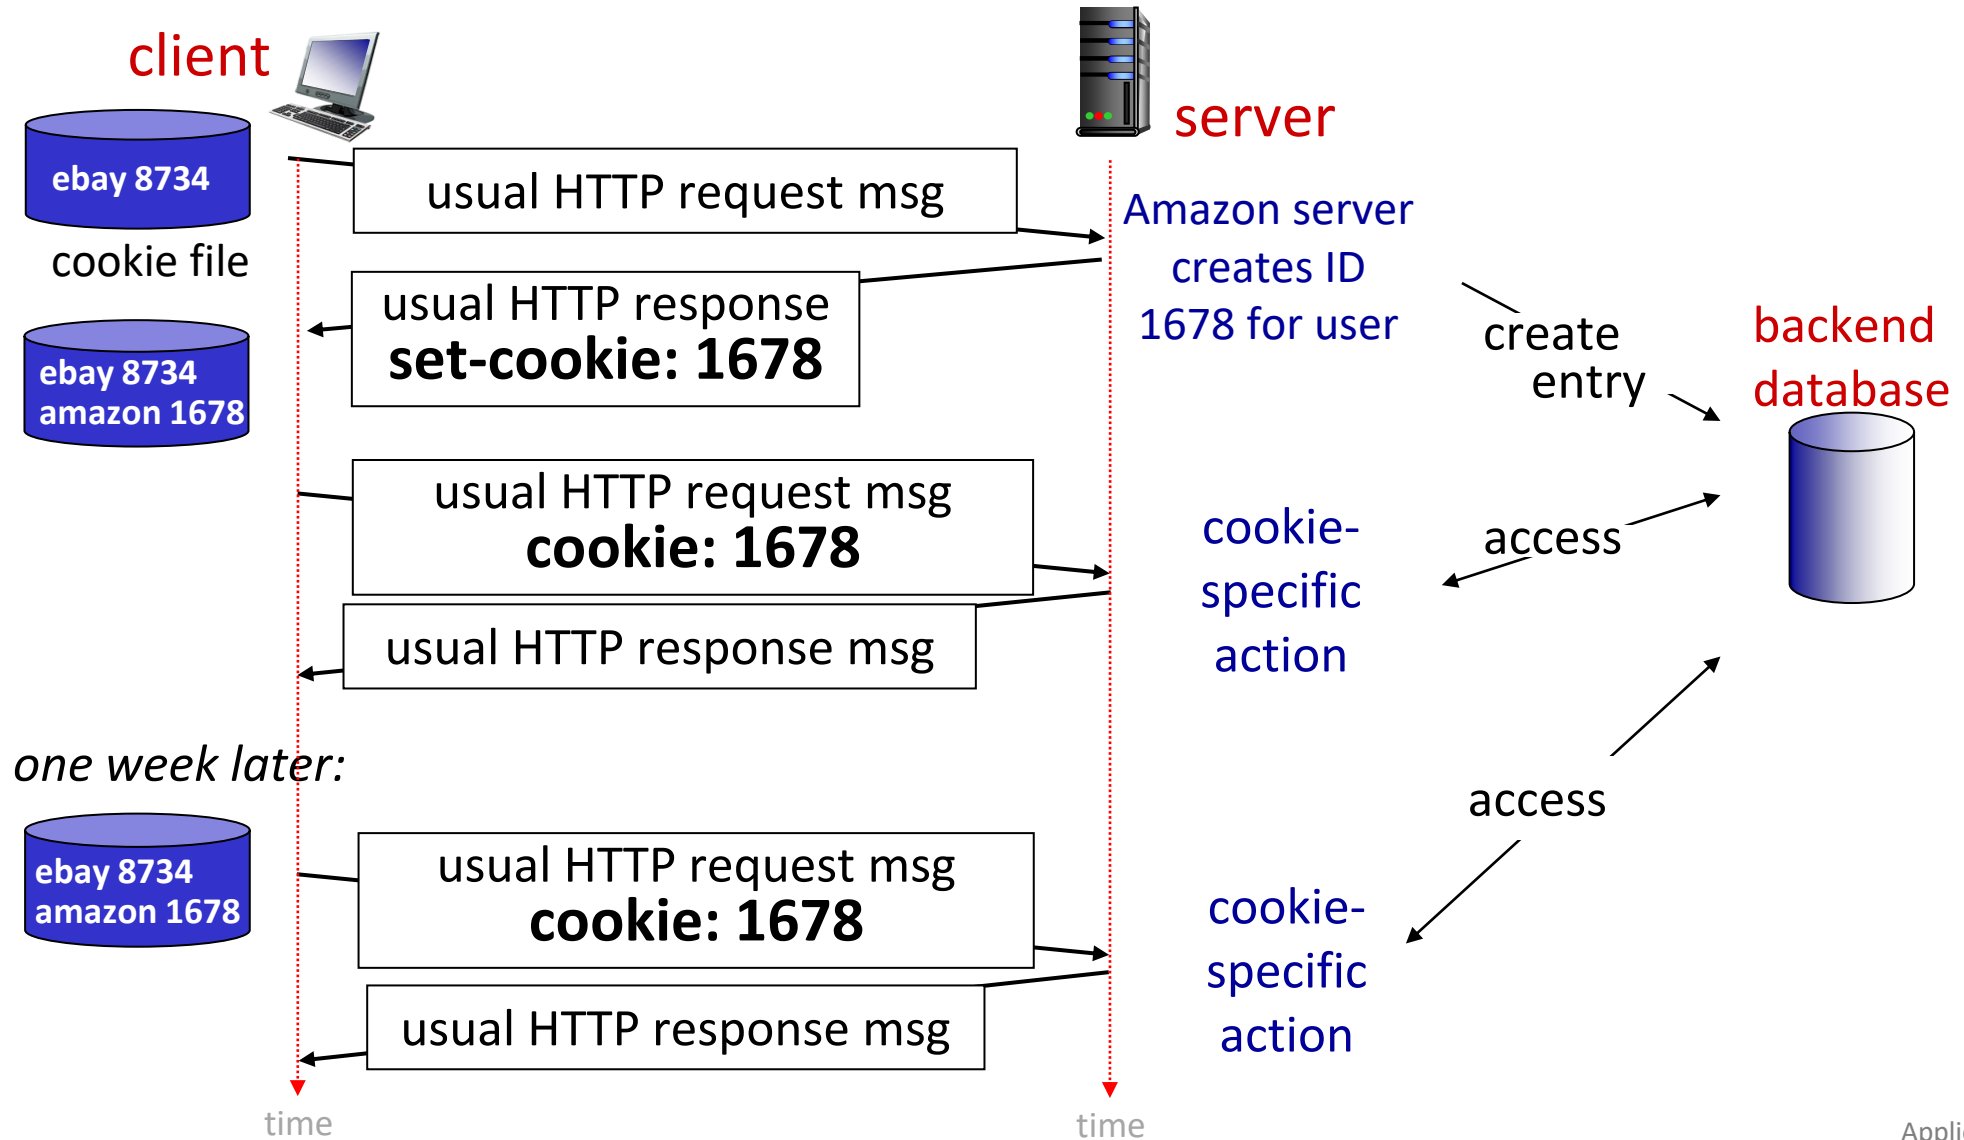 client
server
ebay 8734
cookie file
usual HTTP request msg
Amazon server
creates ID
1678 for user
usual HTTP response
set-cookie: 1678
create
entry
backend
database
ebay 8734
amazon 1678
usual HTTP request msg
cookie: 1678
cookie-
specific
action
access
usual HTTP response msg
one week later:
ebay 8734
amazon 1678
usual HTTP request msg
cookie: 1678
access
cookie-
specific
action
usual HTTP response msg
time
time